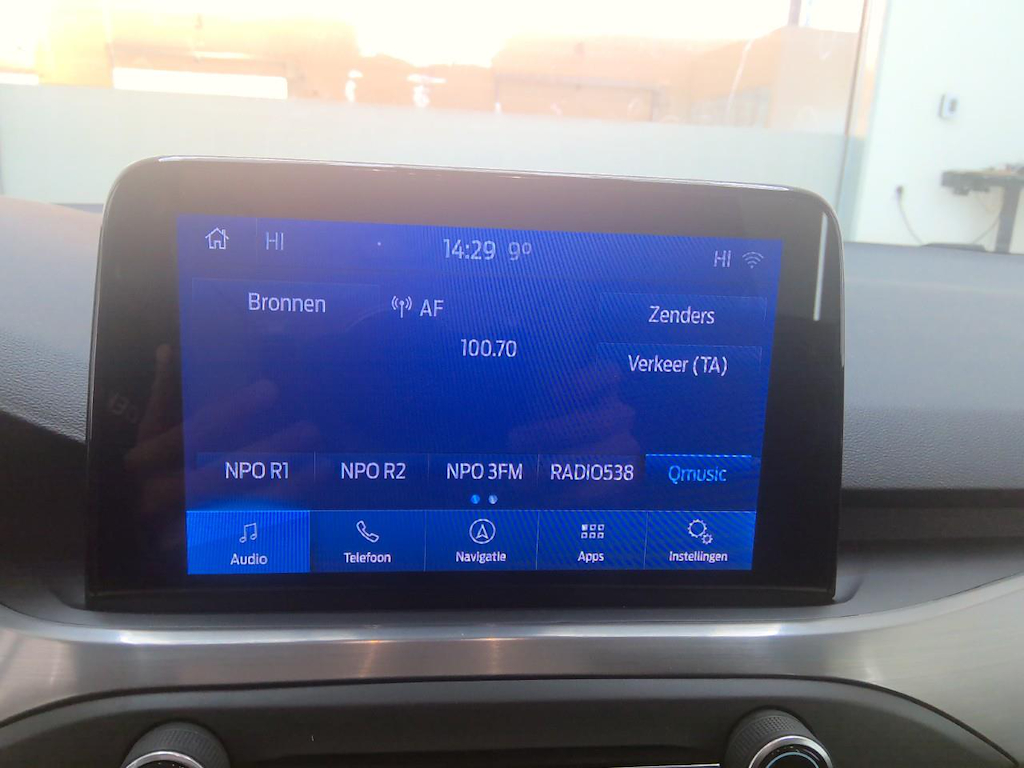 HI 14:29 9º HI
Bronnen AF Zenders
100.70
Verkeer (TA)
NPO R1 NPO R2 NPO 3FM RADIO538 Qmusic
Audio Telefoon Navigatie Apps Instellingen